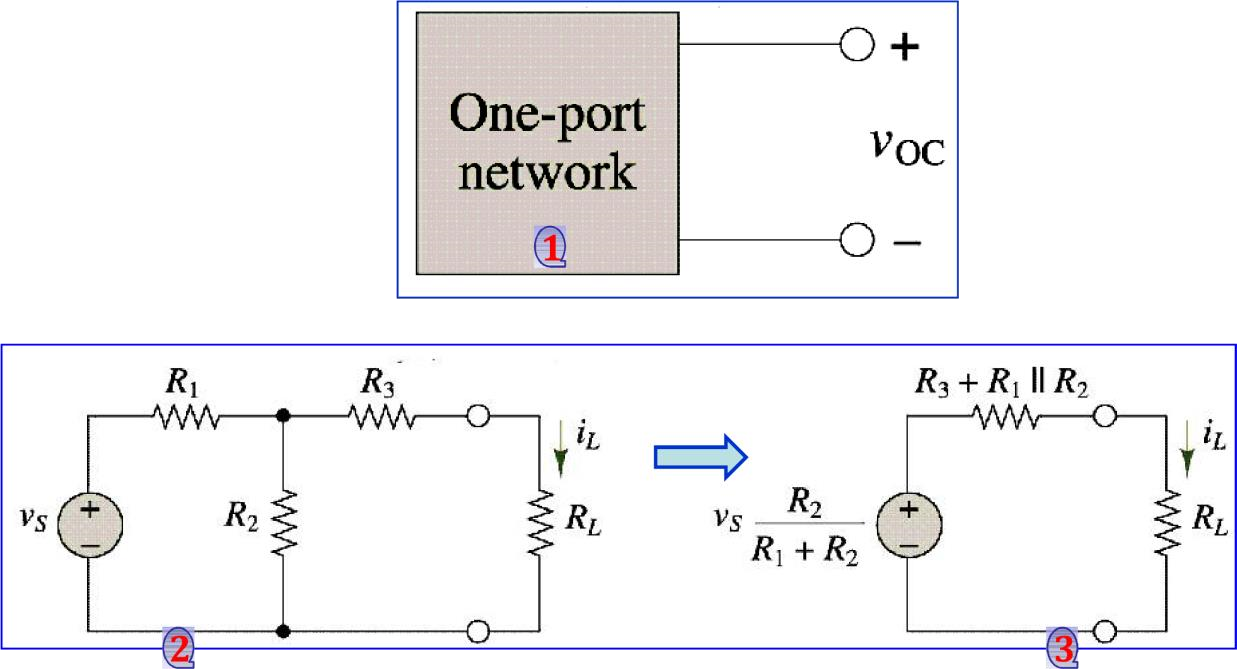 One-port
network
1
+
vOC
−
R1
R3
R2
vS
+
−
iL
RL
2
R3 + R1 || R2
vS R2 / R1 + R2
+
−
iL
RL
3